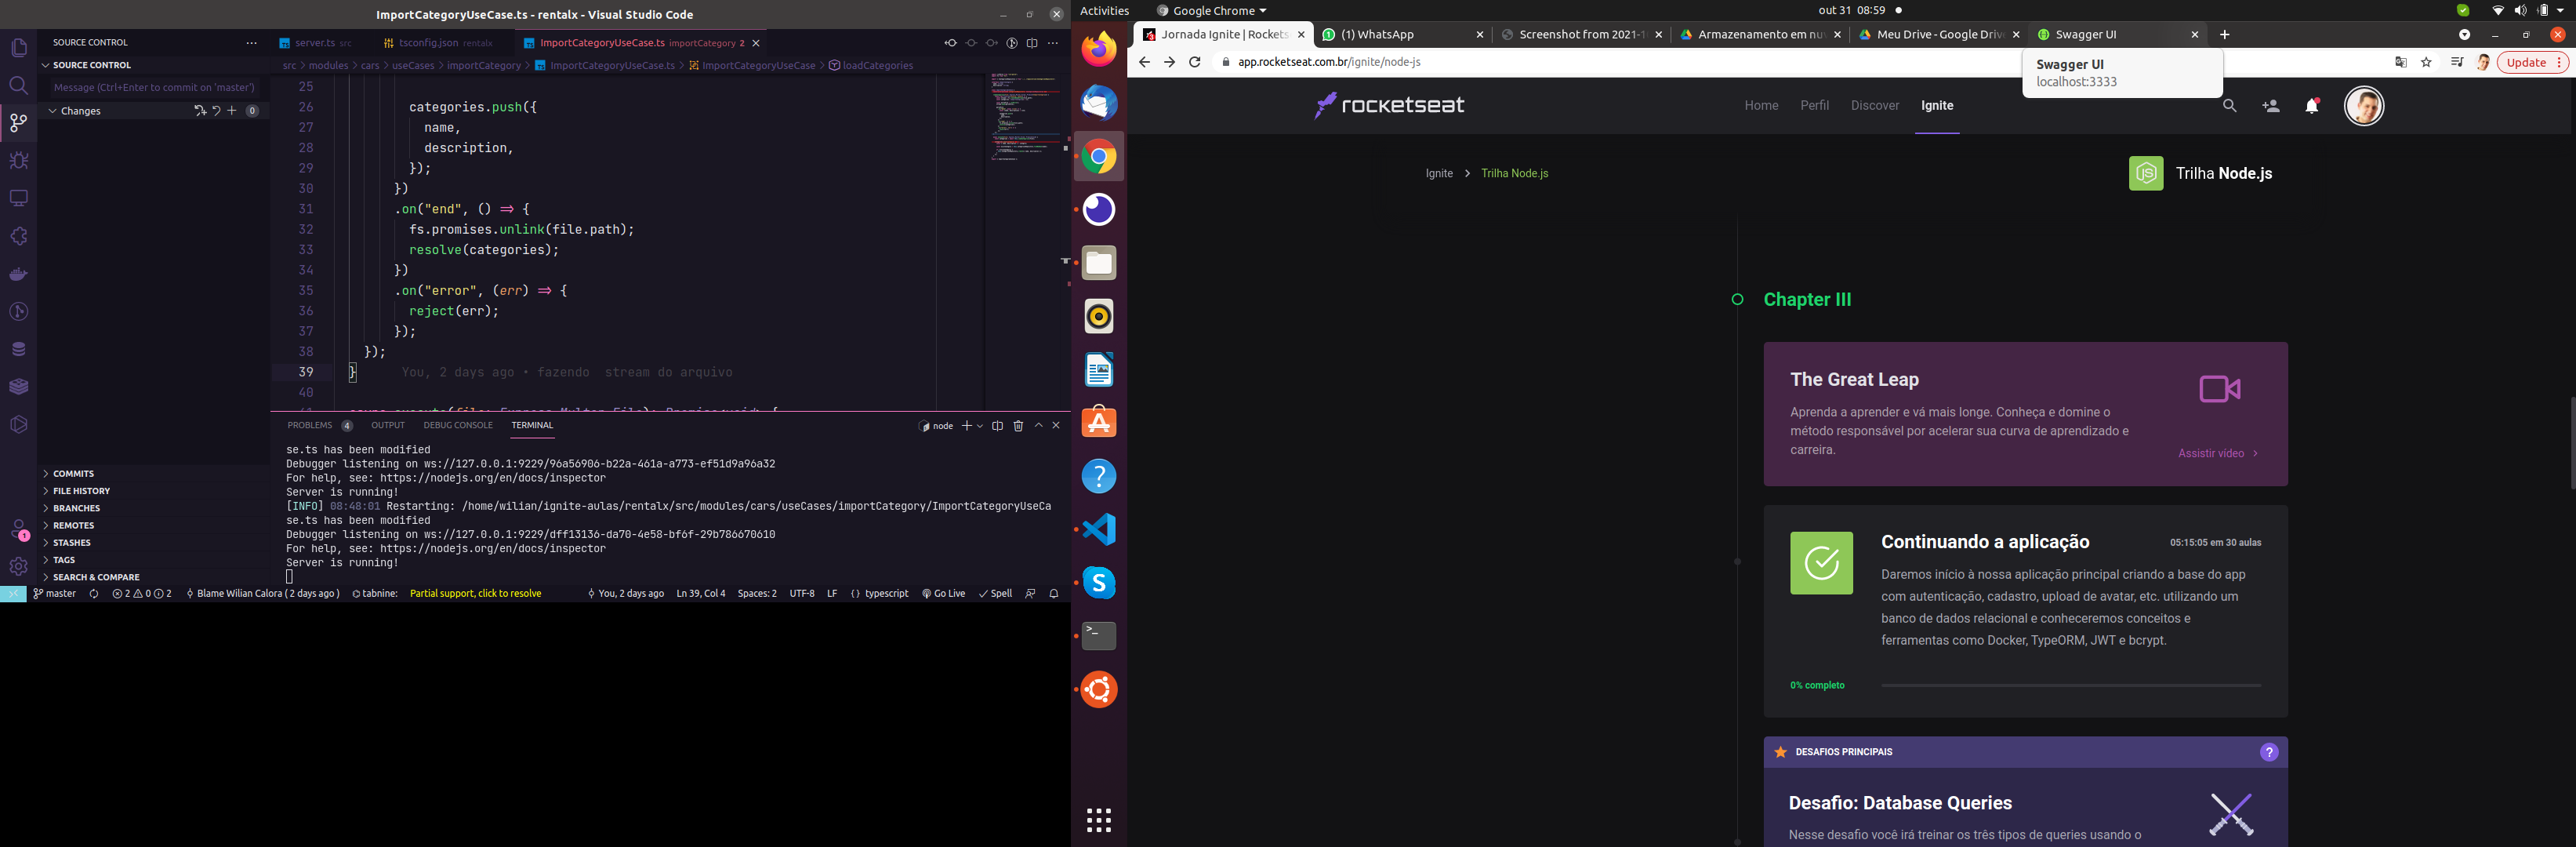 ImportCategoryUseCase.ts - rentalx - Visual Studio Code
SOURCE CONTROL
server.ts src
tsconfig.json rentalx
ImportCategoryUseCase.ts importCategory 2
SOURCE CONTROL
src > modules > cars > useCases > importCategory > ImportCategoryUseCase.ts > ImportCategoryUseCase > loadCategories
Message (Ctrl+Enter to commit on 'master')
Changes 0
25
26 categories.push({
27 name,
28 description,
29 });
30 })
31 .on("end", () => {
32 fs.promises.unlink(file.path);
33 resolve(categories);
34 })
35 .on("error", (err) => {
36 reject(err);
37 });
38 });
39 } You, 2 days ago • fazendo stream do arquivo
40
async execute(file: Express.Multer.File): Promise<void> {
PROBLEMS 4 OUTPUT DEBUG CONSOLE TERMINAL
node
se.ts has been modified
Debugger listening on ws://127.0.0.1:9229/96a56906-b22a-461a-a773-ef51d9a96a32
For help, see: https://nodejs.org/en/docs/inspector
Server is running!
[INFO] 08:48:01 Restarting: /home/wilian/ignite-aulas/rentalx/src/modules/cars/useCases/importCategory/ImportCategoryUseCa
se.ts has been modified
Debugger listening on ws://127.0.0.1:9229/dff13136-da70-4e58-bf6f-29b786670610
For help, see: https://nodejs.org/en/docs/inspector
Server is running!
COMMITS
FILE HISTORY
BRANCHES
REMOTES
STASHES
TAGS
SEARCH & COMPARE
1
master 2 0 2 Blame Wilian Calora ( 2 days ago ) tabnine: Partial support, click to resolve You, 2 days ago Ln 39, Col 4 Spaces: 2 UTF-8 LF {} typescript Go Live Spell
Activities Google Chrome out 31 08:59
Jornada Ignite | Rockets
(1) WhatsApp
Screenshot from 2021-1
Armazenamento em nuv
Meu Drive - Google Driv
Swagger UI
app.rocketseat.com.br/ignite/node-js
Update
Swagger UI
localhost:3333
rocketseat
Home Perfil Discover Ignite
Ignite > Trilha Node.js
Trilha Node.js
Chapter III
The Great Leap
Aprenda a aprender e vá mais longe. Conheça e domine o
método responsável por acelerar sua curva de aprendizado e
carreira.
Assistir vídeo >
Continuando a aplicação
05:15:05 em 30 aulas
Daremos início à nossa aplicação principal criando a base do app
com autenticação, cadastro, upload de avatar, etc. utilizando um
banco de dados relacional e conheceremos conceitos e
ferramentas como Docker, TypeORM, JWT e bcrypt.
0% completo
DESAFIOS PRINCIPAIS
?
Desafio: Database Queries
Nesse desafio você irá treinar os três tipos de queries usando o